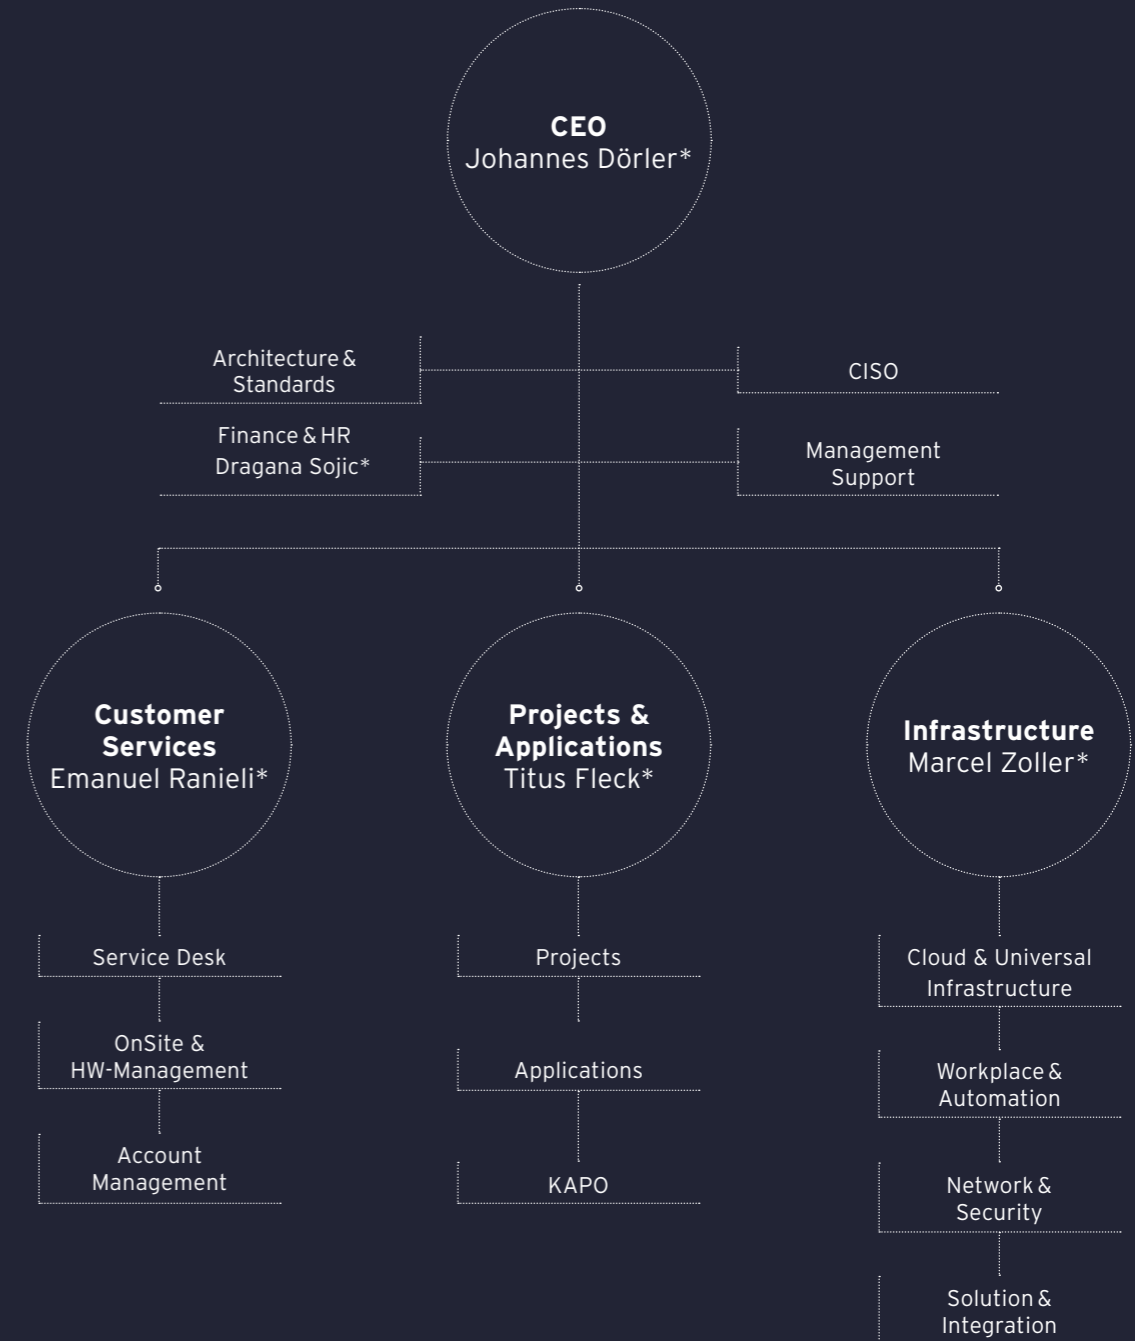 CEO
Johannes Dörler*
Architecture &
Standards
CISO
Finance & HR
Dragana Sojic*
Management
Support
Customer
Services
Emanuel Ranieli*
Projects &
Applications
Titus Fleck*
Infrastructure
Marcel Zoller*
Service Desk
OnSite &
HW-Management
Account
Management
Projects
Applications
KAPO
Cloud & Universal
Infrastructure
Workplace &
Automation
Network &
Security
Solution &
Integration